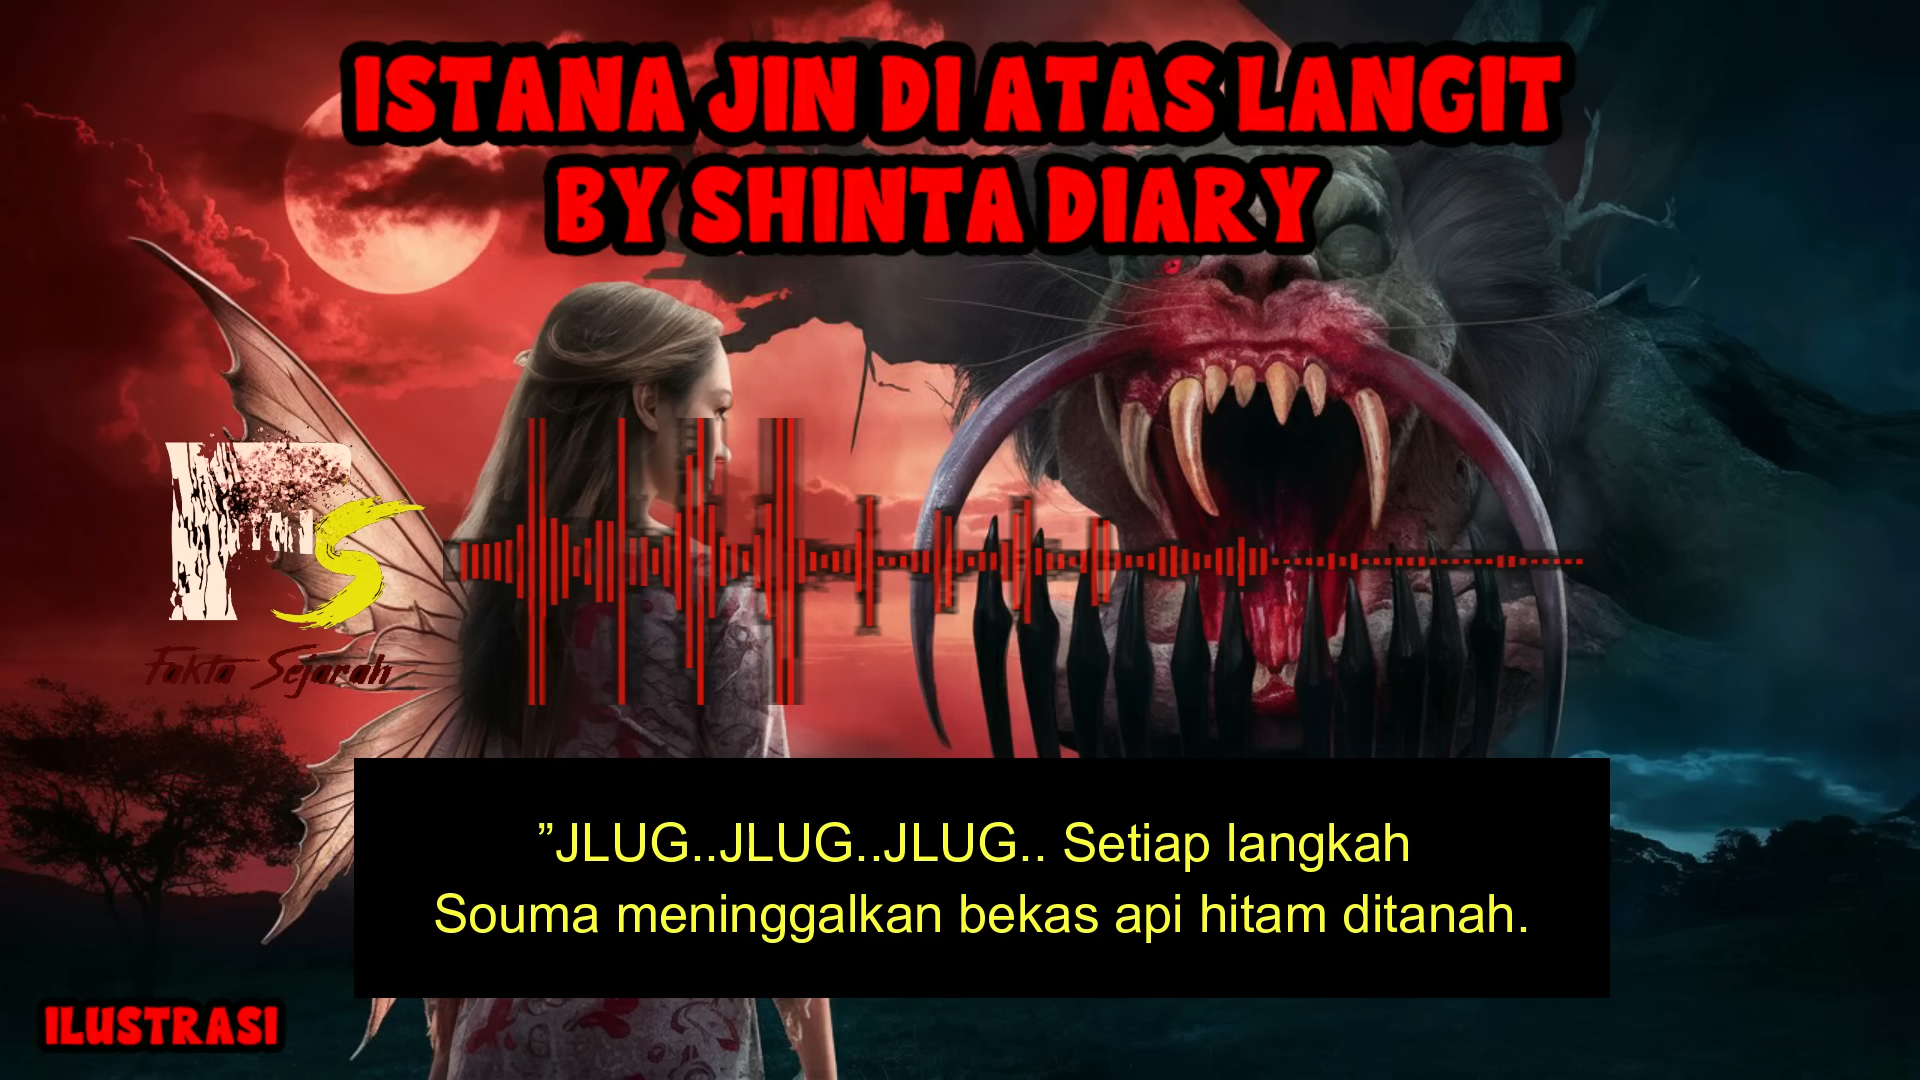 ISTANA JIN DI ATAS LANGIT
BY SHINTA DIARY
FS
Fakta Sejarah
”JLUG..JLUG..JLUG.. Setiap langkah
Souma meninggalkan bekas api hitam ditanah.
ILUSTRASI